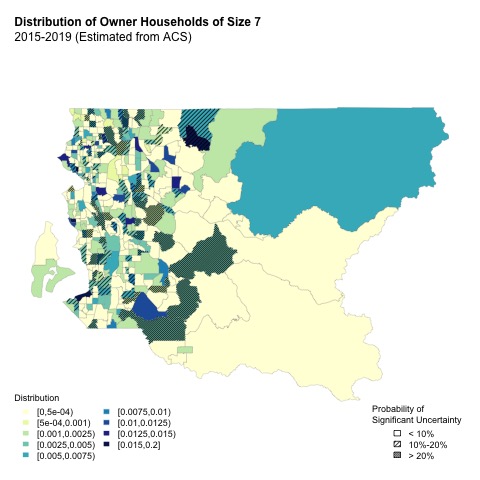 Distribution of Owner Households of Size 7
2015-2019 (Estimated from ACS)
Distribution
[0,5e-04)
[5e-04,0.001)
[0.001,0.0025)
[0.0025,0.005)
[0.005,0.0075)
[0.0075,0.01)
[0.01,0.0125)
[0.0125,0.015)
[0.015,0.2]
Probability of
Significant Uncertainty
< 10%
10%-20%
> 20%